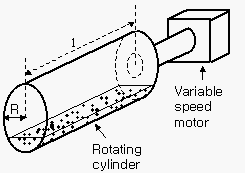 l
R
Variable
speed
motor
Rotating
cylinder